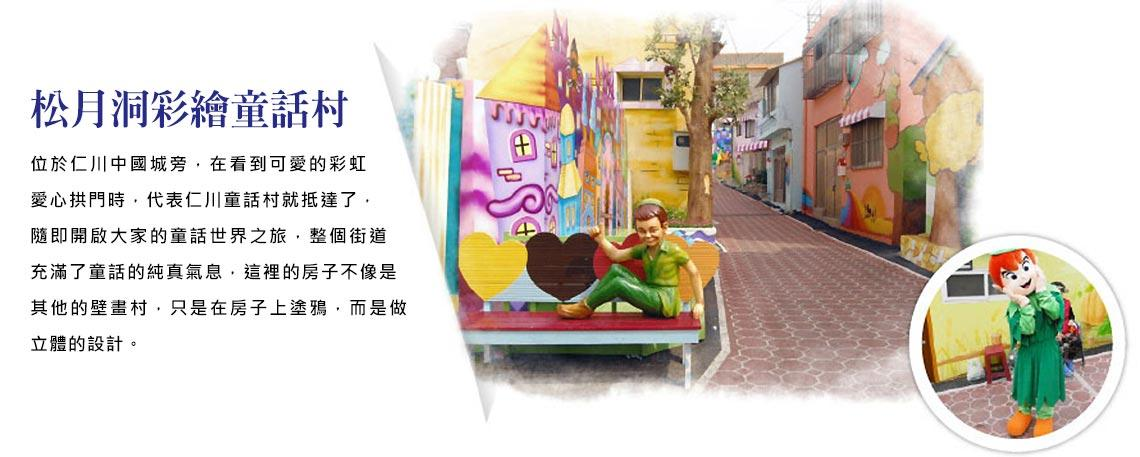 松月洞彩繪童話村
位於仁川中國城旁，在看到可愛的彩虹
愛心拱門時，代表仁川童話村就抵達了，
隨即開啟大家的童話世界之旅，整個街道
充滿了童話的純真氣息，這裡的房子不像是
其他的壁畫村，只是在房子上塗鴉，而是做
立體的設計。